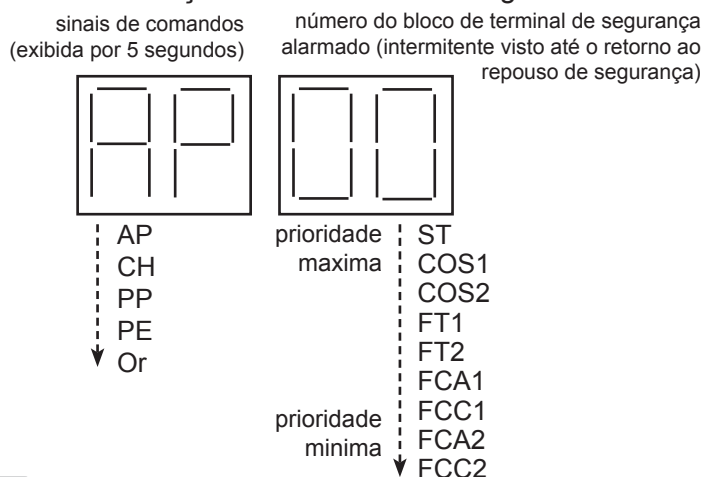 sinais de comandos
(exibida por 5 segundos)
número do bloco de terminal de segurança
alarmado (intermitente visto até o retorno ao
repouso de segurança)
AP 00
AP
CH
PP
PE
Or
prioridade
maxima
ST
COS1
COS2
FT1
FT2
FCA1
FCC1
FCA2
FCC2
prioridade
minima